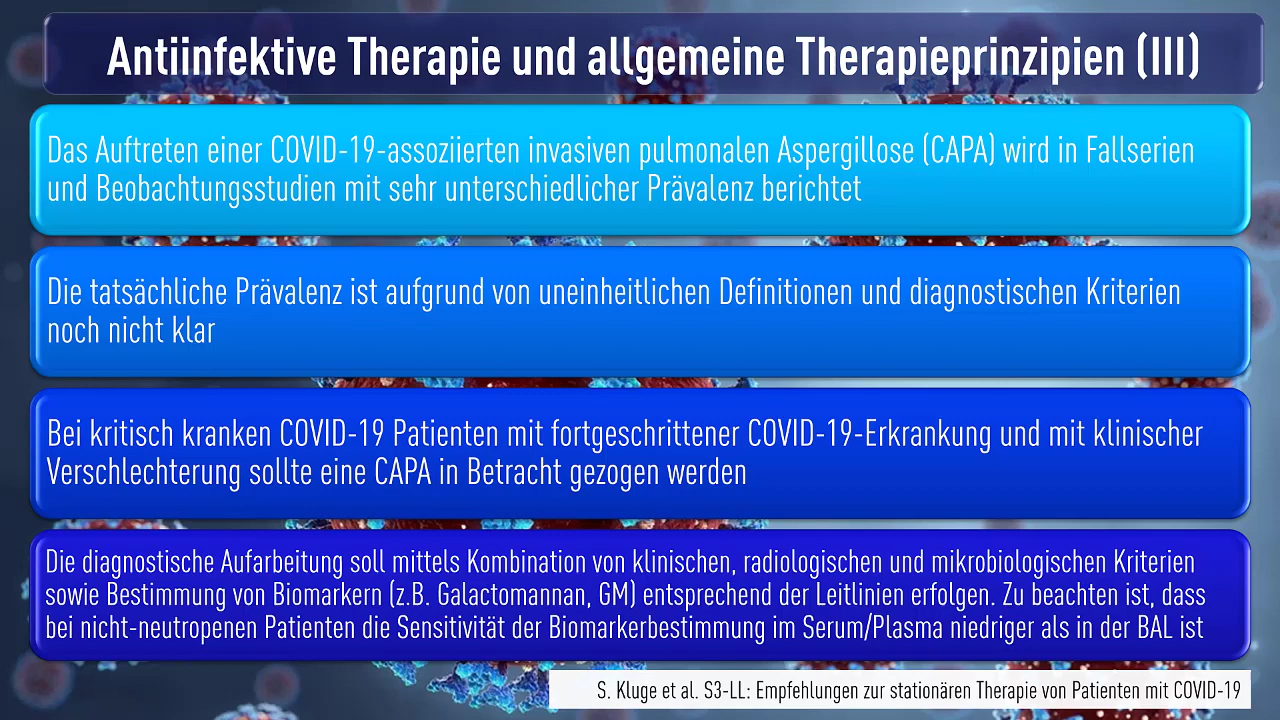 Antiinfektive Therapie und allgemeine Therapieprinzipien (III)
Das Auftreten einer COVID-19-assoziierten invasiven pulmonalen Aspergillose (CAPA) wird in Fallserien
und Beobachtungsstudien mit sehr unterschiedlicher Prävalenz berichtet
Die tatsächliche Prävalenz ist aufgrund von uneinheitlichen Definitionen und diagnostischen Kriterien
noch nicht klar
Bei kritisch kranken COVID-19 Patienten mit fortgeschrittener COVID-19-Erkrankung und mit klinischer
Verschlechterung sollte eine CAPA in Betracht gezogen werden
Die diagnostische Aufarbeitung soll mittels Kombination von klinischen, radiologischen und mikrobiologischen Kriterien
sowie Bestimmung von Biomarkern (z.B. Galactomannan, GM) entsprechend der Leitlinien erfolgen. Zu beachten ist, dass
bei nicht-neutropenen Patienten die Sensitivität der Biomarkerbestimmung im Serum/Plasma niedriger als in der BAL ist
S. Kluge et al. S3-LL: Empfehlungen zur stationären Therapie von Patienten mit COVID-19